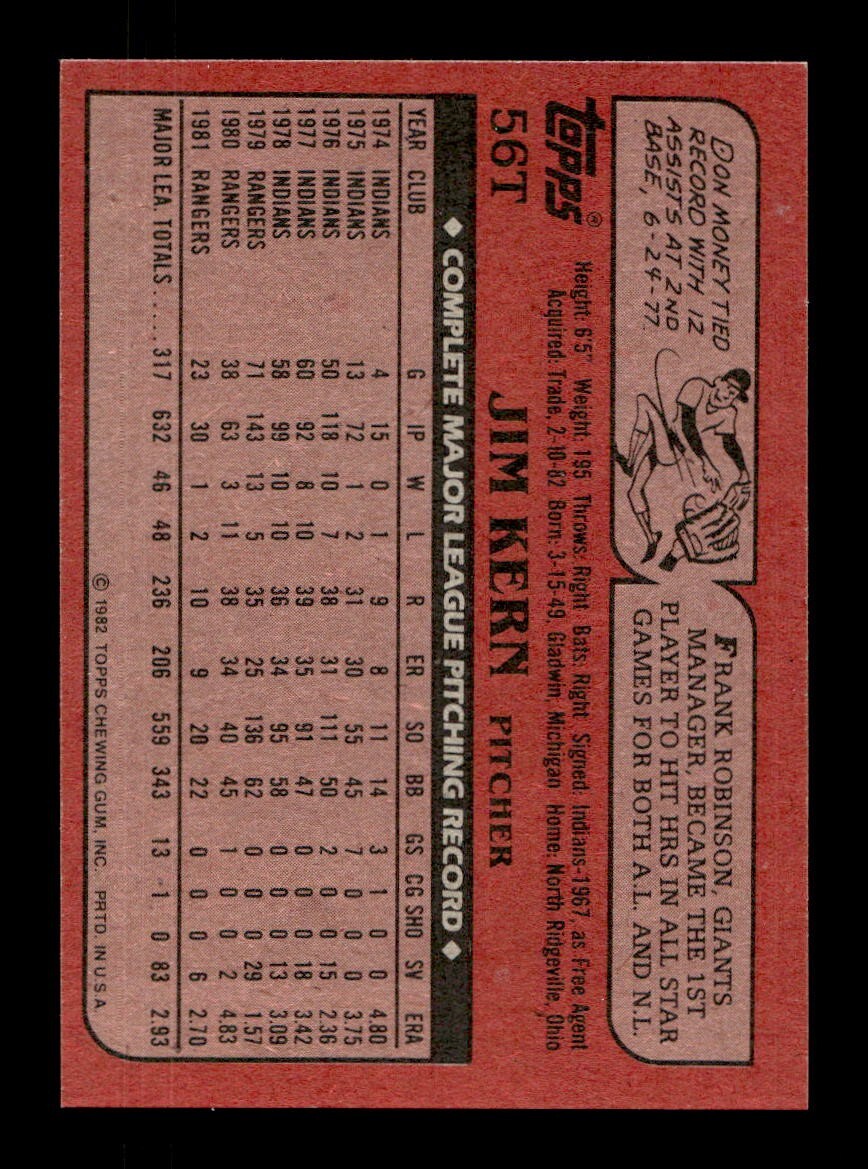 DON MONEY TIED
RECORD WITH 12
ASSISTS AT 2ND
BASE, 6-24-77.
FRANK ROBINSON, GIANTS
MANAGER, BECAME THE 1ST
PLAYER TO HIT HRS IN ALL STAR
GAMES FOR BOTH A.L. AND N.L.
Topps®
Height: 6'5" Weight: 195 Throws: Right Bats: Right Signed: Indians-1967, as Free Agent
Acquired: Trade, 2-10-82 Born: 3-15-49, Gladwin, Michigan Home: North Ridgeville, Ohio
56T JIM KERN PITCHER
◆ COMPLETE MAJOR LEAGUE PITCHING RECORD ◆
YEAR CLUB G IP W L R ER SO BB GS CG SHO SV ERA
1974 INDIANS 4 15 0 1 9 8 11 14 3 1 0 0 4.80
1975 INDIANS 13 72 1 2 31 30 55 45 7 0 0 0 3.75
1976 INDIANS 50 118 10 7 38 31 111 50 2 0 0 15 2.36
1977 INDIANS 60 92 8 10 39 35 91 47 0 0 0 18 3.42
1978 INDIANS 58 99 10 10 36 34 95 58 0 0 0 13 3.09
1979 RANGERS 71 143 13 5 35 25 136 62 0 0 0 29 1.57
1980 RANGERS 38 63 3 11 38 34 40 45 1 0 0 2 4.83
1981 RANGERS 23 30 1 2 10 9 20 22 0 0 0 6 2.70
MAJOR LEA. TOTALS ..... 317 632 46 48 236 206 559 343 13 1 0 83 2.93
© 1982 TOPPS CHEWING GUM, INC. PRTD. IN U.S.A.